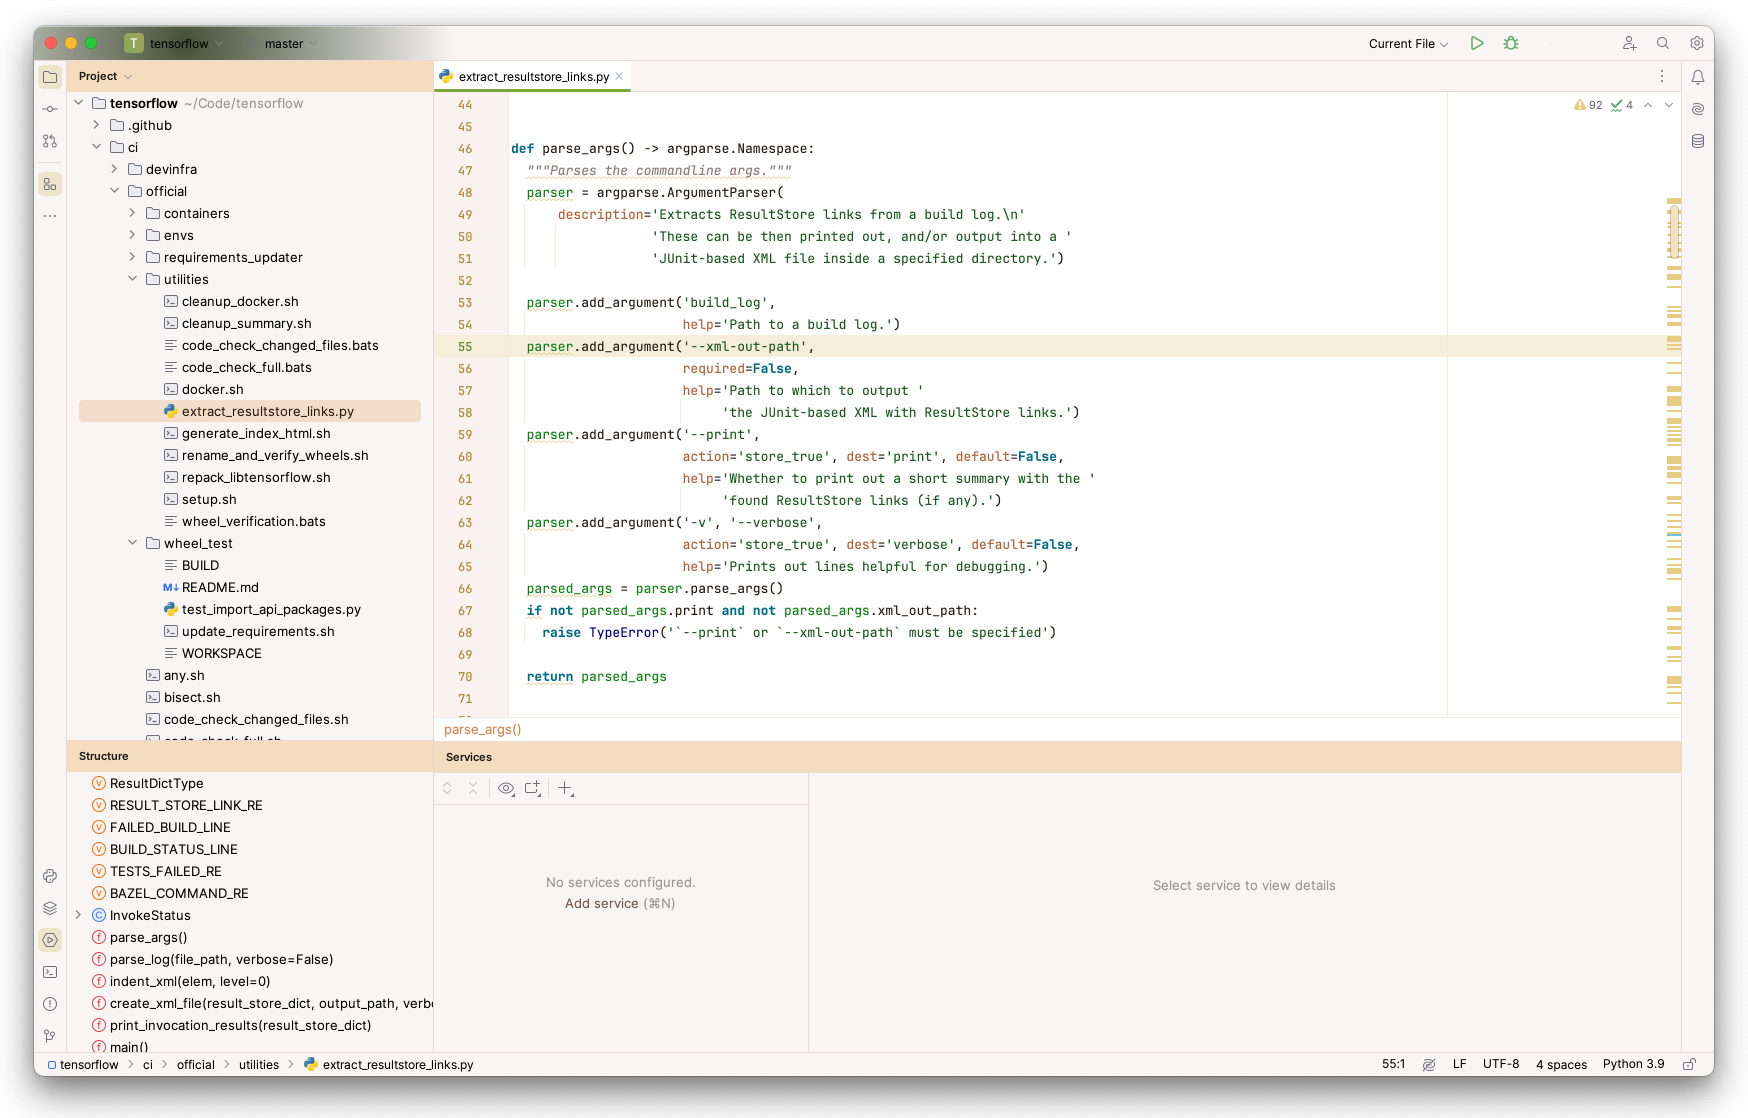 T tensorflow master Current File
Project
extract_resultstore_links.py
tensorflow ~/Code/tensorflow
.github
ci
devinfra
official
containers
envs
requirements_updater
utilities
cleanup_docker.sh
cleanup_summary.sh
code_check_changed_files.bats
code_check_full.bats
docker.sh
extract_resultstore_links.py
generate_index_html.sh
rename_and_verify_wheels.sh
repack_libtensorflow.sh
setup.sh
wheel_verification.bats
wheel_test
BUILD
M↓ README.md
test_import_api_packages.py
update_requirements.sh
WORKSPACE
any.sh
bisect.sh
code_check_changed_files.sh
code_check_full.sh
92 4
44
45
46 def parse_args() -> argparse.Namespace:
47 """Parses the commandline args."""
48 parser = argparse.ArgumentParser(
49 description='Extracts ResultStore links from a build log.\n'
50 'These can be then printed out, and/or output into a '
51 'JUnit-based XML file inside a specified directory.')
52
53 parser.add_argument('build_log',
54 help='Path to a build log.')
55 parser.add_argument('--xml-out-path',
56 required=False,
57 help='Path to which to output '
58 'the JUnit-based XML with ResultStore links.')
59 parser.add_argument('--print',
60 action='store_true', dest='print', default=False,
61 help='Whether to print out a short summary with the '
62 'found ResultStore links (if any).')
63 parser.add_argument('-v', '--verbose',
64 action='store_true', dest='verbose', default=False,
65 help='Prints out lines helpful for debugging.')
66 parsed_args = parser.parse_args()
67 if not parsed_args.print and not parsed_args.xml_out_path:
68 raise TypeError('`--print` or `--xml-out-path` must be specified')
69
70 return parsed_args
71
parse_args()
Structure
V ResultDictType
V RESULT_STORE_LINK_RE
V FAILED_BUILD_LINE
V BUILD_STATUS_LINE
V TESTS_FAILED_RE
V BAZEL_COMMAND_RE
C InvokeStatus
f parse_args()
f parse_log(file_path, verbose=False)
f indent_xml(elem, level=0)
f create_xml_file(result_store_dict, output_path, verb
f print_invocation_results(result_store_dict)
f main()
Services
No services configured.
Add service (⌘N)
Select service to view details
tensorflow ci official utilities extract_resultstore_links.py 55:1 LF UTF-8 4 spaces Python 3.9